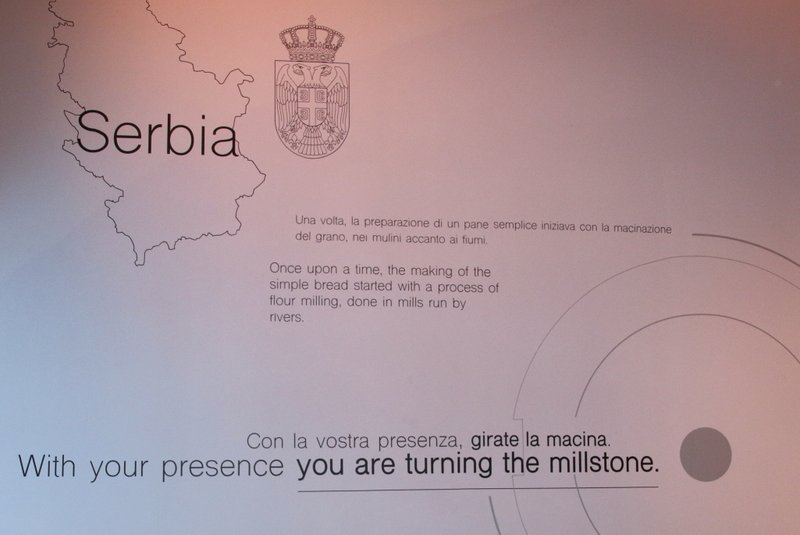 Serbia
Una volta, la preparazione di un pane semplice iniziava con la macinazione
del grano, nei mulini accanto ai fiumi.
Once upon a time, the making of the
simple bread started with a process of
flour milling, done in mills run by
rivers.
Con la vostra presenza, girate la macina.
With your presence you are turning the millstone.